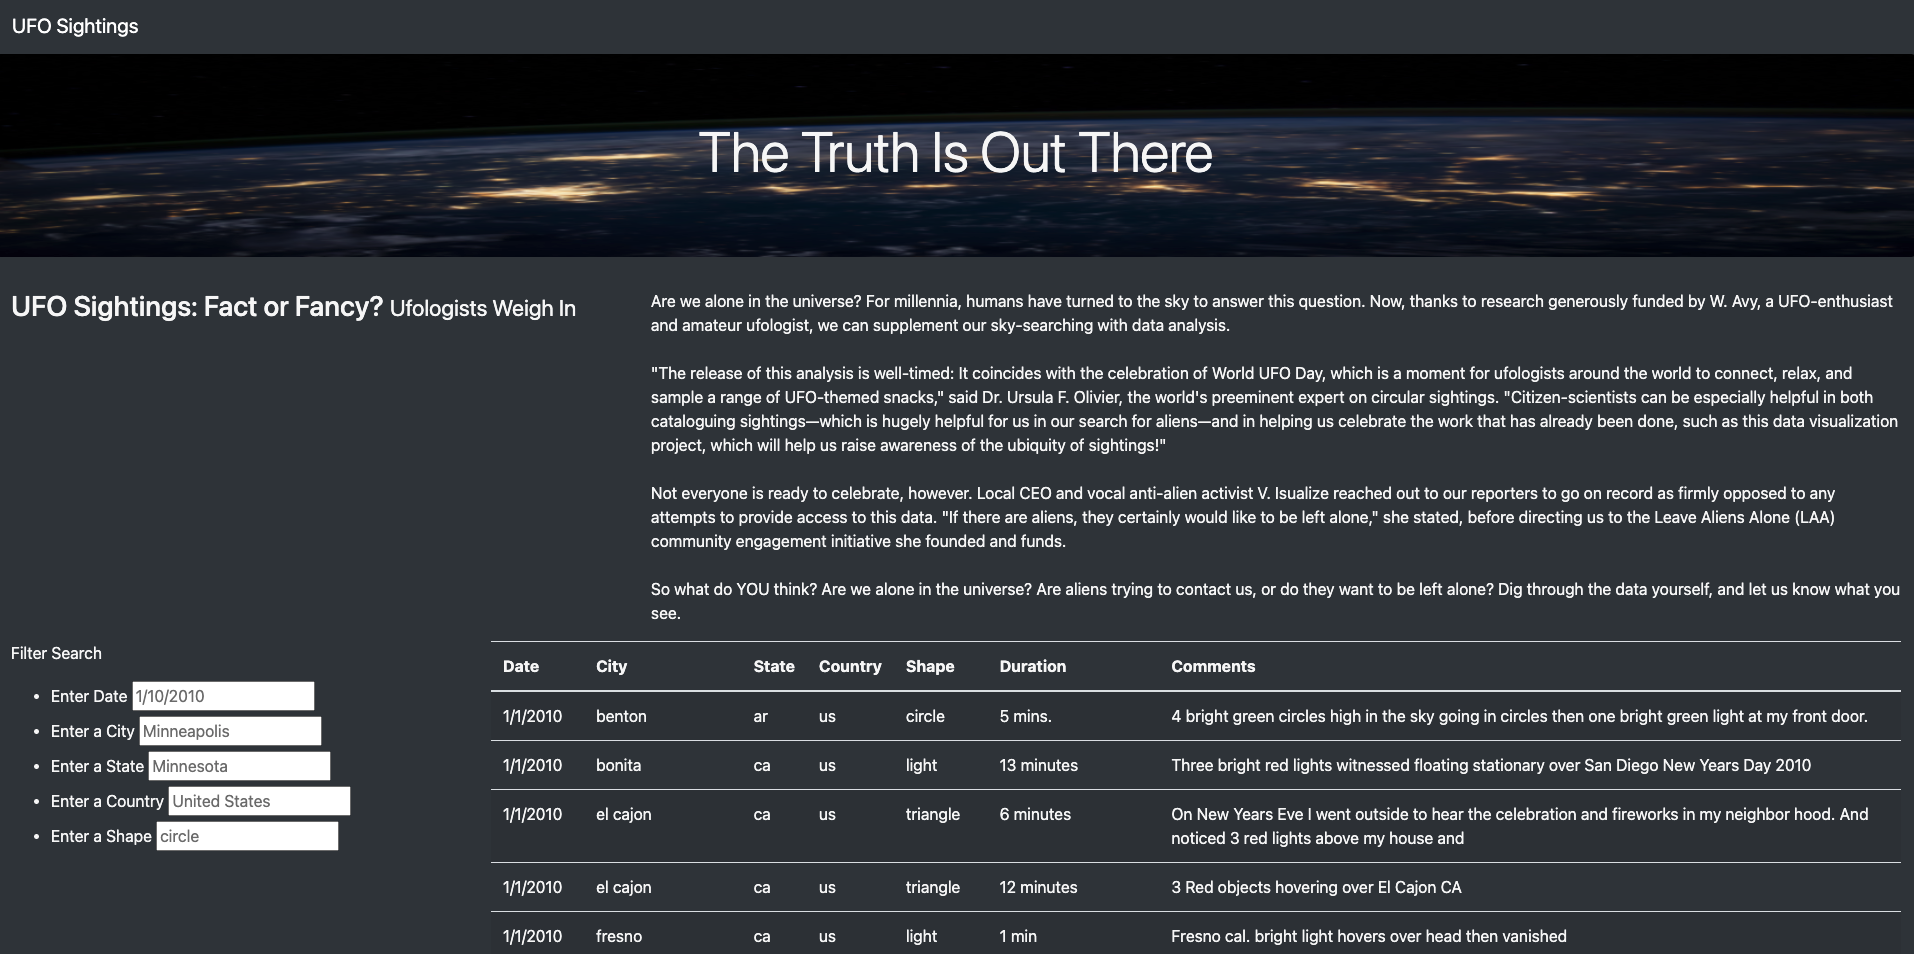 UFO Sightings
The Truth Is Out There
UFO Sightings: Fact or Fancy? Ufologists Weigh In
Are we alone in the universe? For millennia, humans have turned to the sky to answer this question. Now, thanks to research generously funded by W. Avy, a UFO-enthusiast
and amateur ufologist, we can supplement our sky-searching with data analysis.
"The release of this analysis is well-timed: It coincides with the celebration of World UFO Day, which is a moment for ufologists around the world to connect, relax, and
sample a range of UFO-themed snacks," said Dr. Ursula F. Olivier, the world's preeminent expert on circular sightings. "Citizen-scientists can be especially helpful in both
cataloguing sightings—which is hugely helpful for us in our search for aliens—and in helping us celebrate the work that has already been done, such as this data visualization
project, which will help us raise awareness of the ubiquity of sightings!"
Not everyone is ready to celebrate, however. Local CEO and vocal anti-alien activist V. Isualize reached out to our reporters to go on record as firmly opposed to any
attempts to provide access to this data. "If there are aliens, they certainly would like to be left alone," she stated, before directing us to the Leave Aliens Alone (LAA)
community engagement initiative she founded and funds.
So what do YOU think? Are we alone in the universe? Are aliens trying to contact us, or do they want to be left alone? Dig through the data yourself, and let us know what you
see.
Filter Search
• Enter Date 1/10/2010
• Enter a City Minneapolis
• Enter a State Minnesota
• Enter a Country United States
• Enter a Shape circle
Date City State Country Shape Duration Comments
1/1/2010 benton ar us circle 5 mins. 4 bright green circles high in the sky going in circles then one bright green light at my front door.
1/1/2010 bonita ca us light 13 minutes Three bright red lights witnessed floating stationary over San Diego New Years Day 2010
1/1/2010 el cajon ca us triangle 6 minutes On New Years Eve I went outside to hear the celebration and fireworks in my neighbor hood. And
noticed 3 red lights above my house and
1/1/2010 el cajon ca us triangle 12 minutes 3 Red objects hovering over El Cajon CA
1/1/2010 fresno ca us light 1 min Fresno cal. bright light hovers over head then vanished